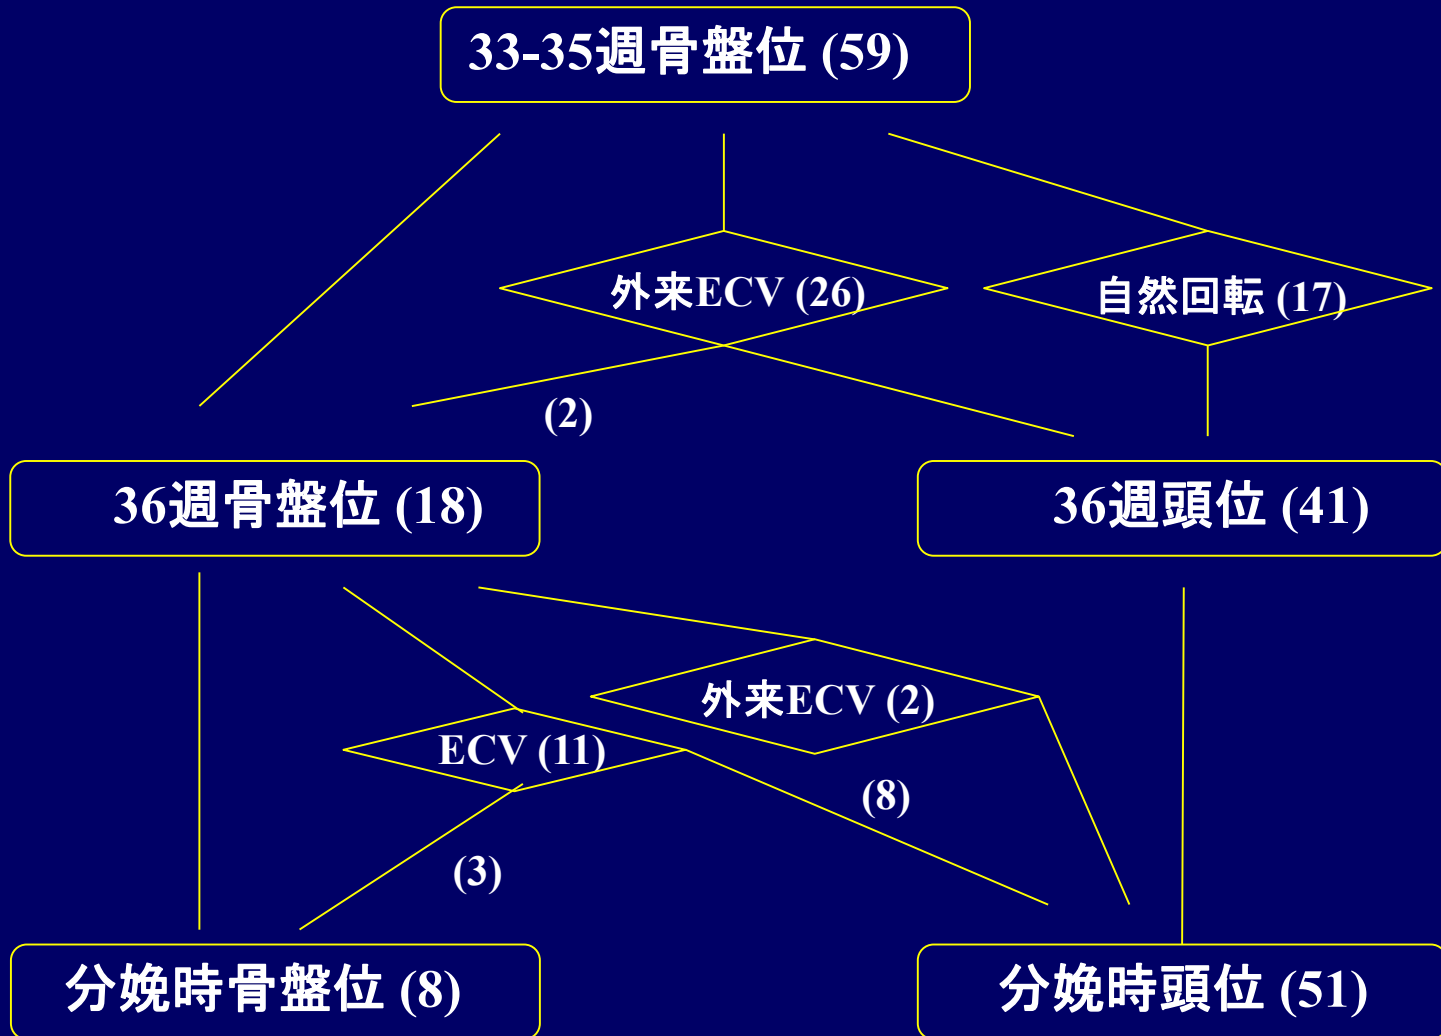 33-35週骨盤位 (59)
外来ECV (26)
自然回転 (17)
(2)
36週骨盤位 (18)
36週頭位 (41)
外来ECV (2)
ECV (11)
(8)
(3)
分娩時骨盤位 (8)
分娩時頭位 (51)